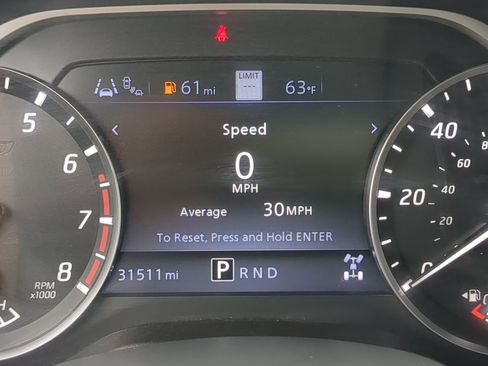 61 mi
LIMIT
---
63°F
Speed
0
MPH
Average 30 MPH
To Reset, Press and Hold ENTER
31511 mi
P R N D
5
6
7
8
RPM
x1000
H
40
60
20
40
20
0